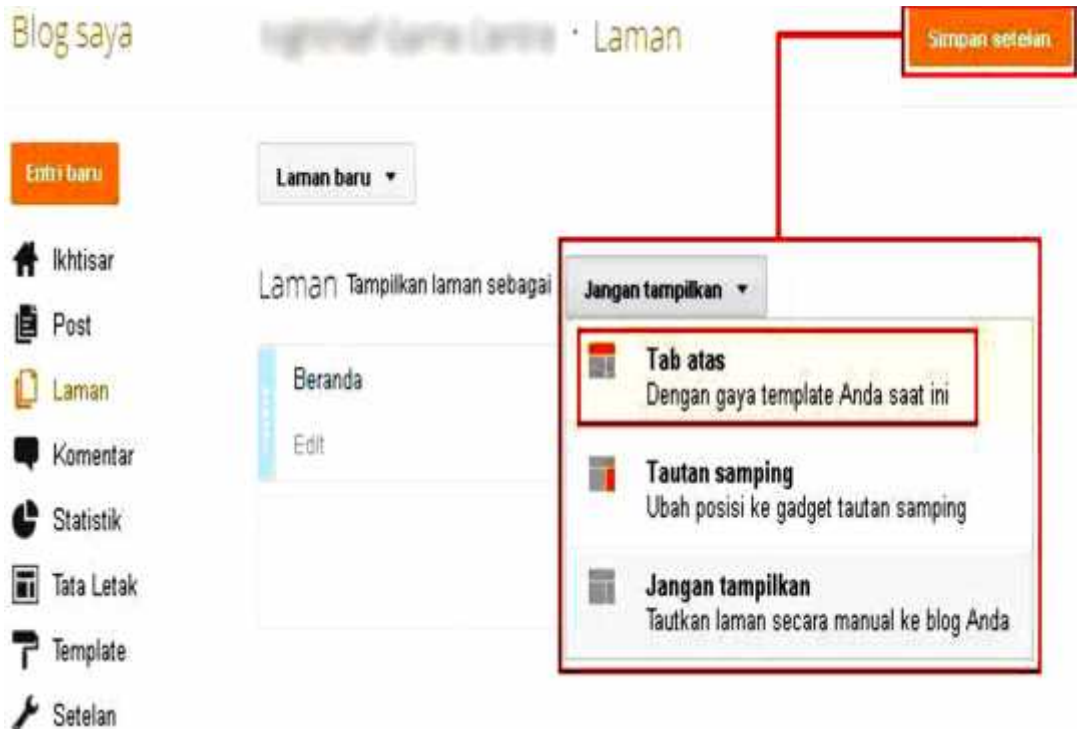 Blog saya
· Laman
Simpan setelan
Entri baru
Laman baru
Ikhtisar
Post
Laman
Komentar
Statistik
Tata Letak
Template
Setelan
Laman Tampilkan laman sebagai
Jangan tampilkan
Beranda
Edit
Tab atas
Dengan gaya template Anda saat ini
Tautan samping
Ubah posisi ke gadget tautan samping
Jangan tampilkan
Tautkan laman secara manual ke blog Anda